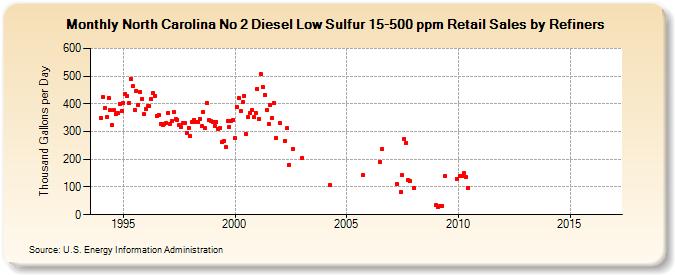 Monthly North Carolina No 2 Diesel Low Sulfur 15-500 ppm Retail Sales by Refiners
Thousand Gallons per Day
600
500
400
300
200
100
0
1995 2000 2005 2010 2015
Source: U.S. Energy Information Administration